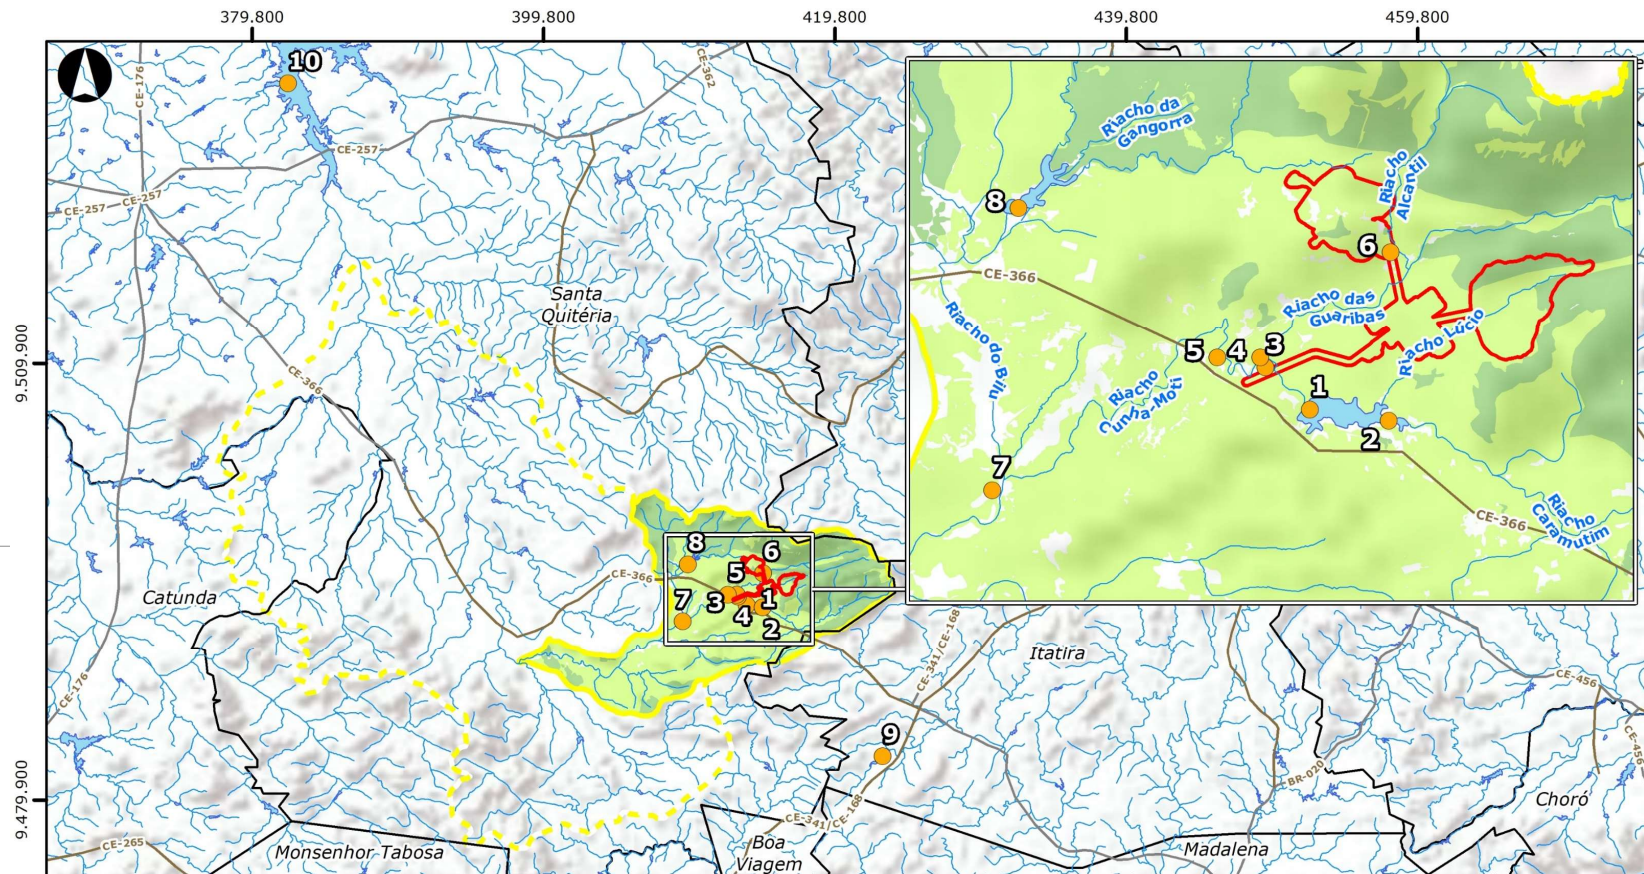 379.800
399.800
419.800
439.800
459.800
10
CE-176
CE-362
CE-257
CE-257
CE-257
Santa
Quitéria
9.509.900
CE-366
Riacho da
Gangorra
Riacho
Alcantil
8
6
CE-366
Riacho das
Guaribas
Riacho do Bnji
Riacho Lúcio
5
4
3
Riacho
Cunha-Moti
1
2
7
CE-366
Riacho
Caramutim
8
6
5
CE-366
Catunda
3
1
7
4
2
CE-176
Itatira
CE-341/CE-168
CE-456
CE-456
9
9.479.900
BR-020
Choró
CE-341/CE-168
CE-265
Monsenhor Tabosa
Boa
Viagem
Madalena